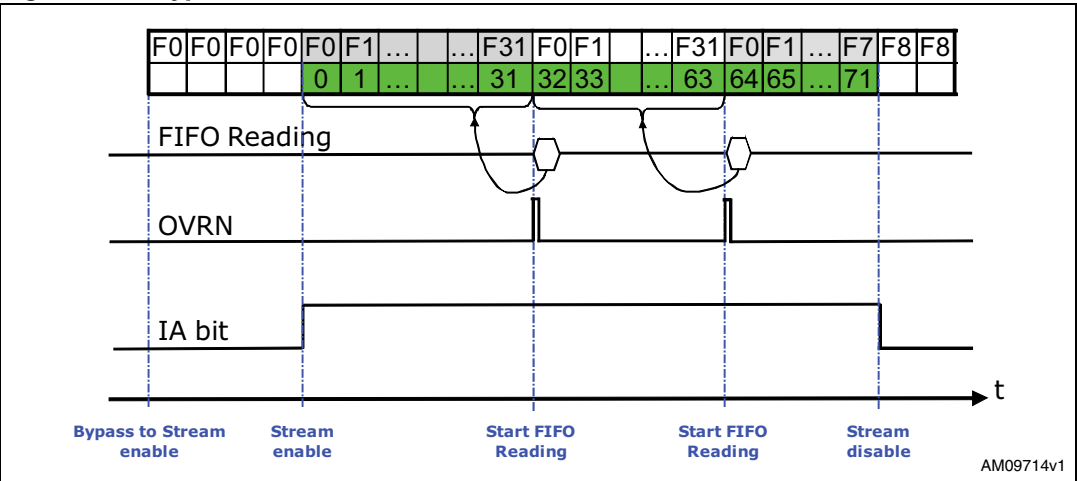 F0 F0 F0 F0 F0 F1 ... ... F31 F0 F1 ... F31 F0 F1 ... F7 F8 F8
0 1 ... ... 31 32 33 ... 63 64 65 ... 71
FIFO Reading
OVRN
IA bit
t
Bypass to Stream
enable
Stream
enable
Start FIFO
Reading
Start FIFO
Reading
Stream
disable
AM09714v1